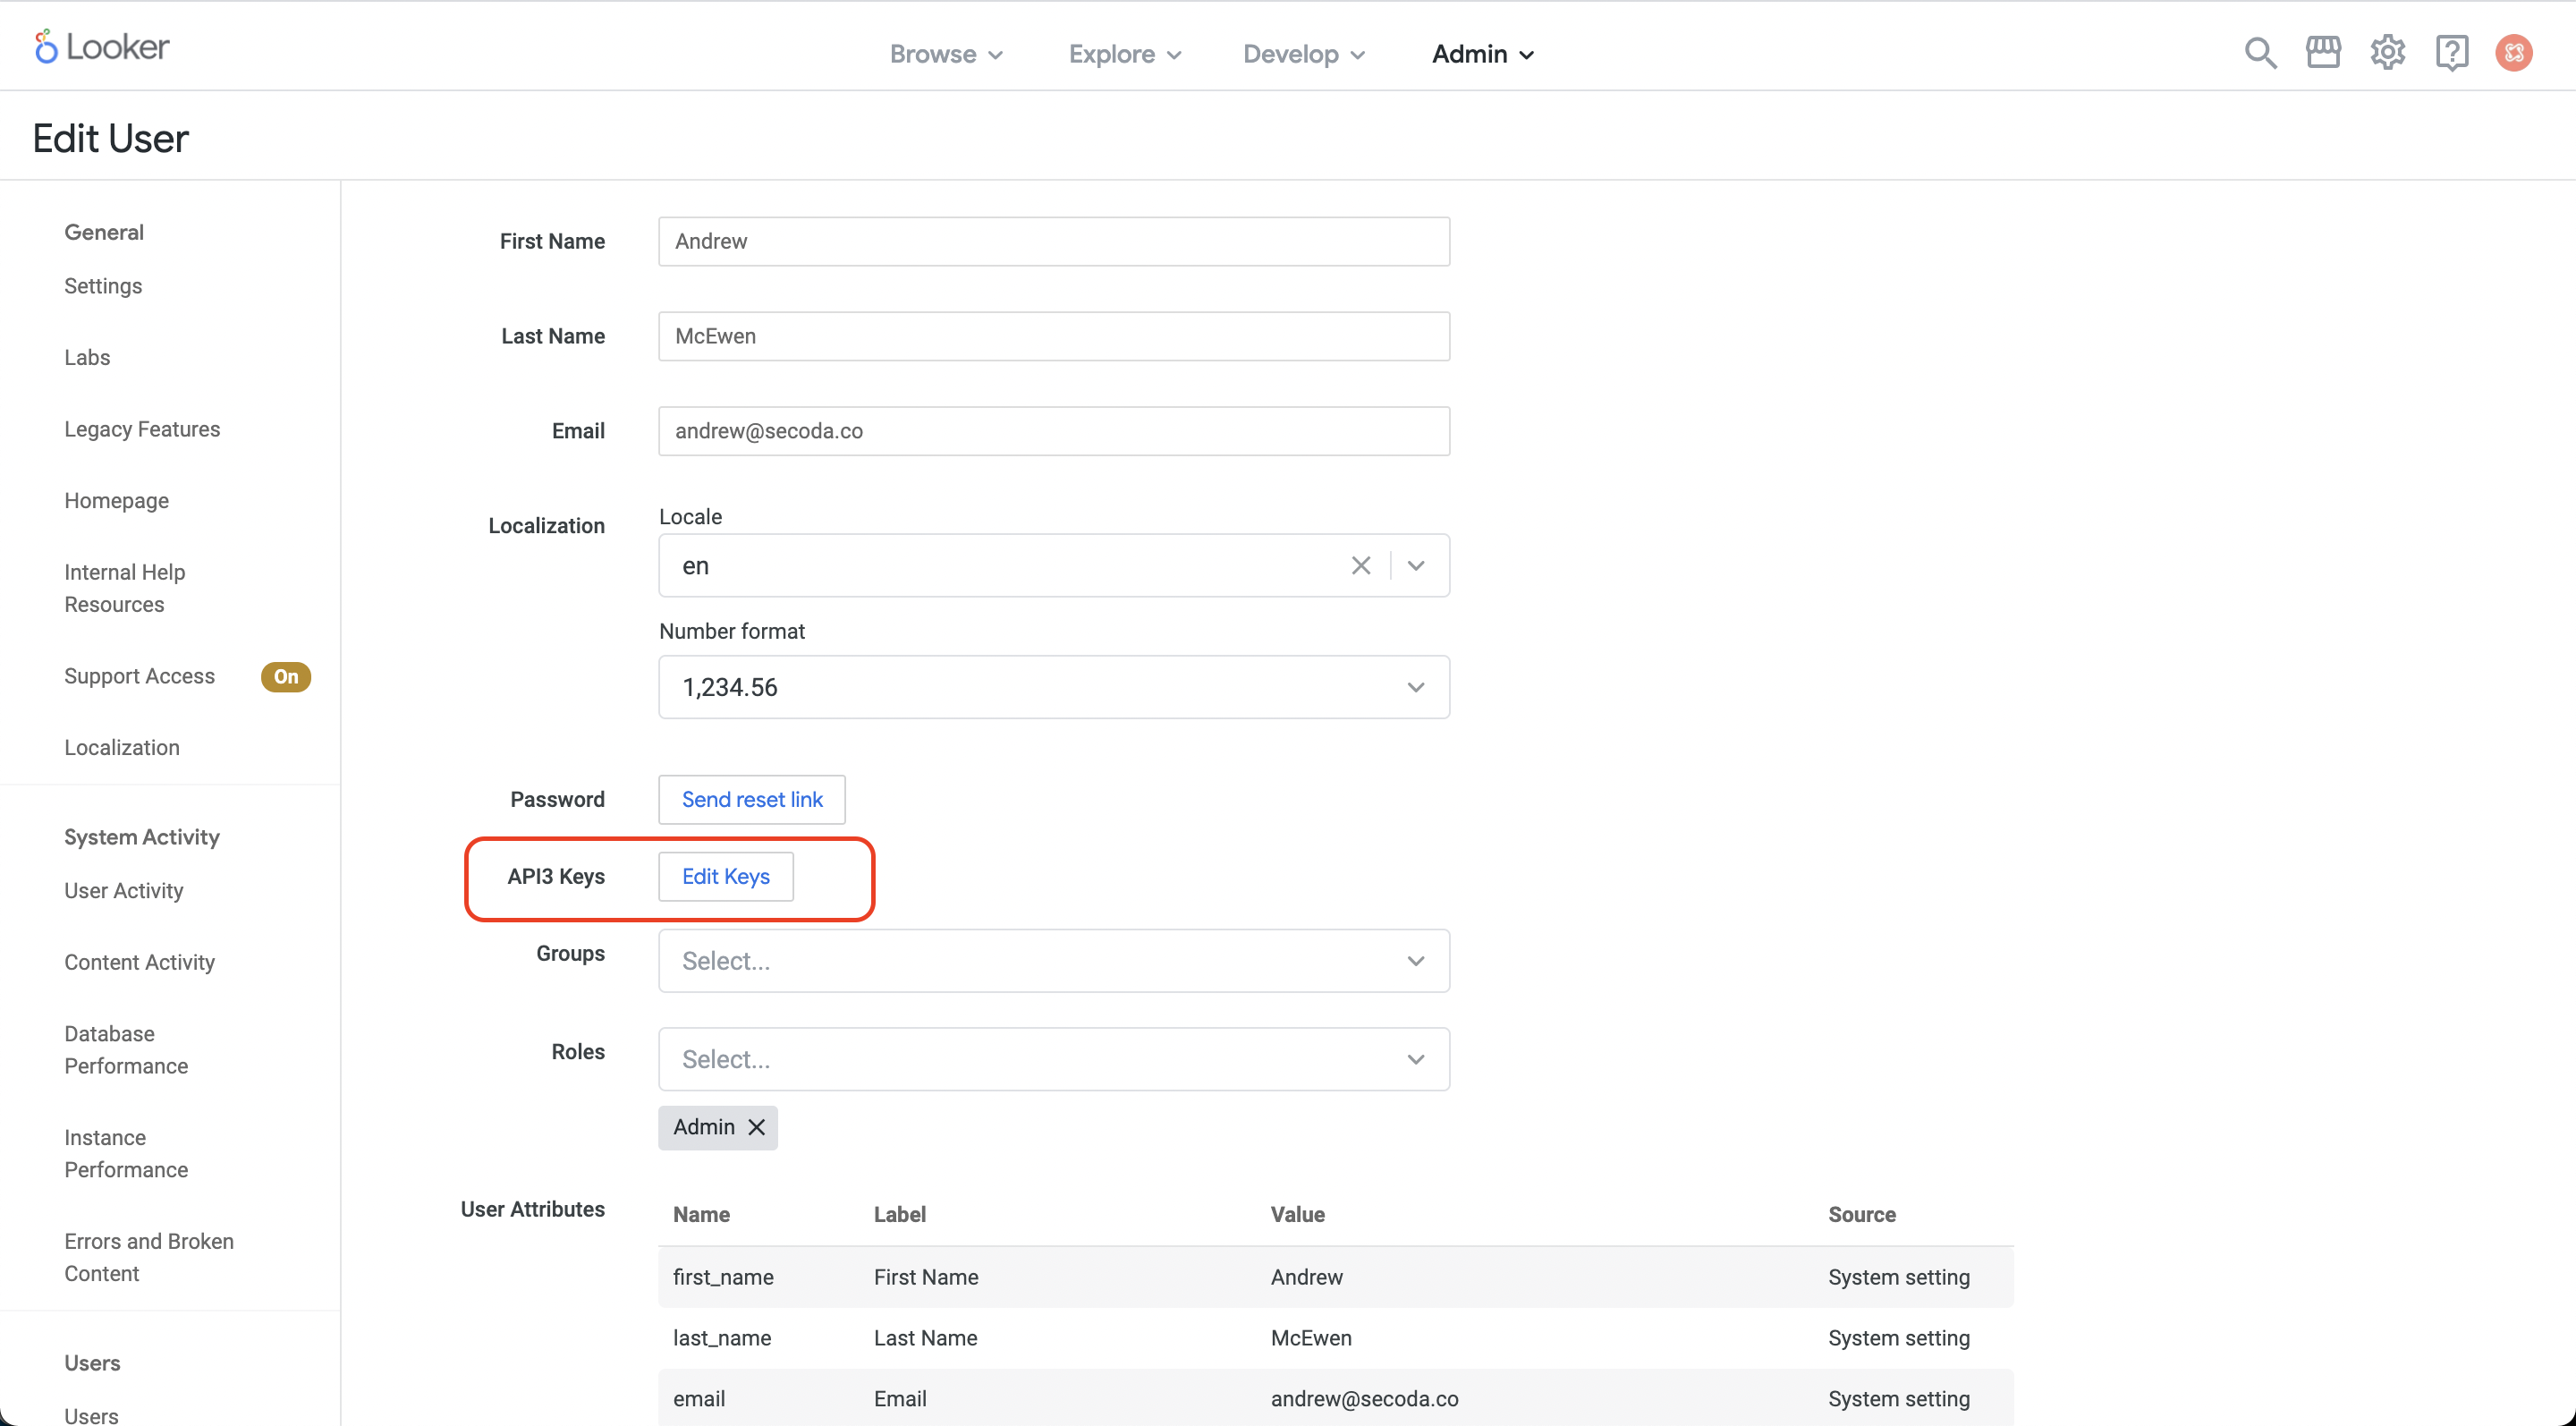 Looker
Browse
Explore
Develop
Admin
Edit User
General
Settings
Labs
Legacy Features
Homepage
Internal Help
Resources
Support Access On
Localization
System Activity
User Activity
Content Activity
Database
Performance
Instance
Performance
Errors and Broken
Content
Users
Users
First Name Andrew
Last Name McEwen
Email andrew@secoda.co
Localization
Locale
en
Number format
1,234.56
Password Send reset link
API3 Keys Edit Keys
Groups Select...
Roles Select...
Admin
User Attributes
Name Label Value Source
first_name First Name Andrew System setting
last_name Last Name McEwen System setting
email Email andrew@secoda.co System setting